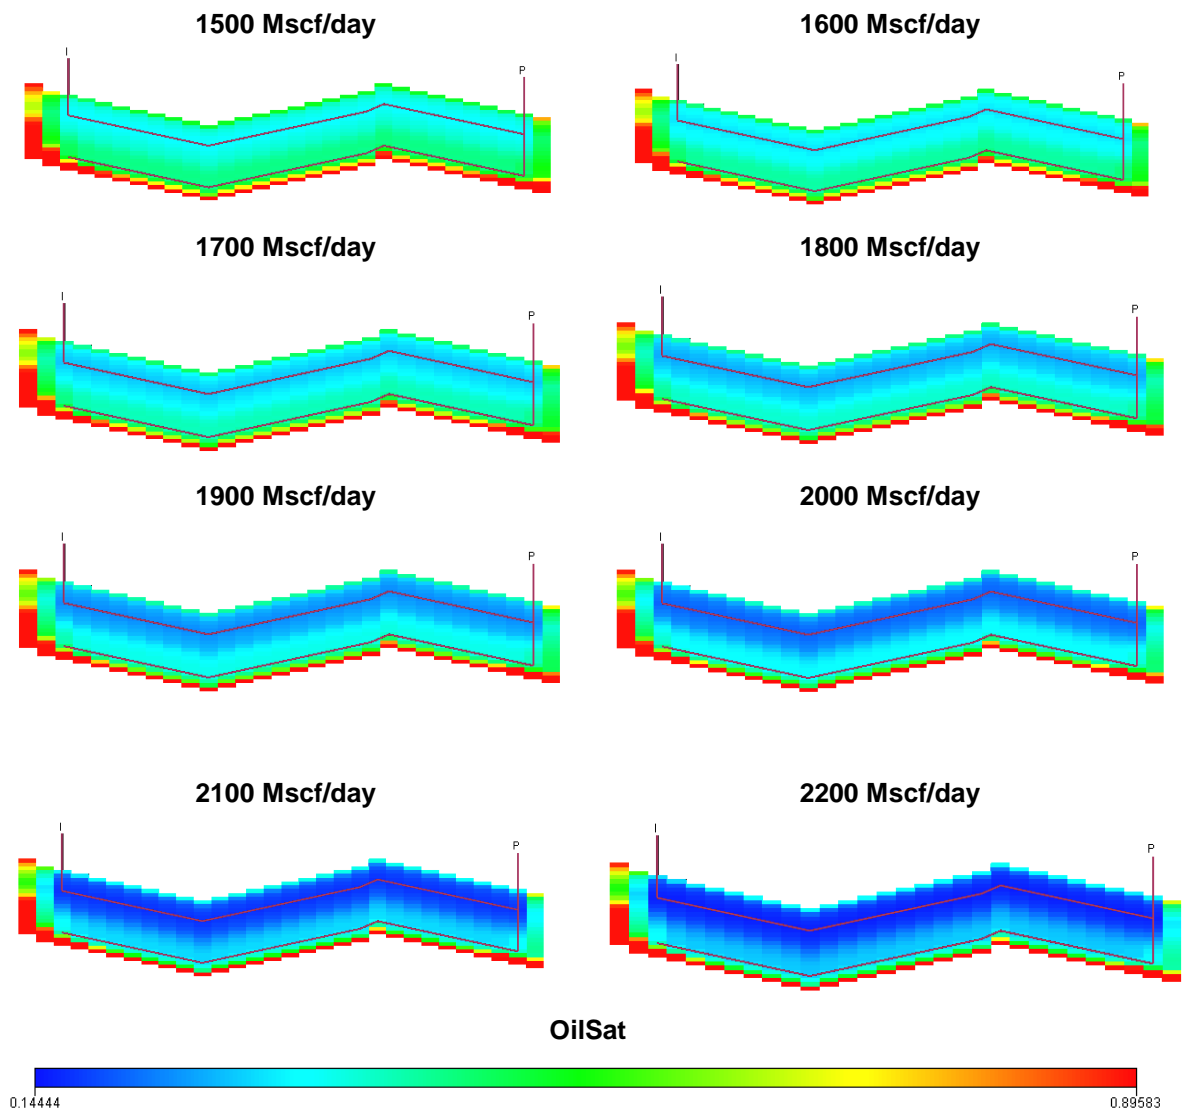 1500 Mscf/day
1600 Mscf/day
I
P
I
P
1700 Mscf/day
1800 Mscf/day
I
P
I
P
1900 Mscf/day
2000 Mscf/day
I
P
I
P
2100 Mscf/day
2200 Mscf/day
I
P
I
P
OilSat
0.14444
0.89583